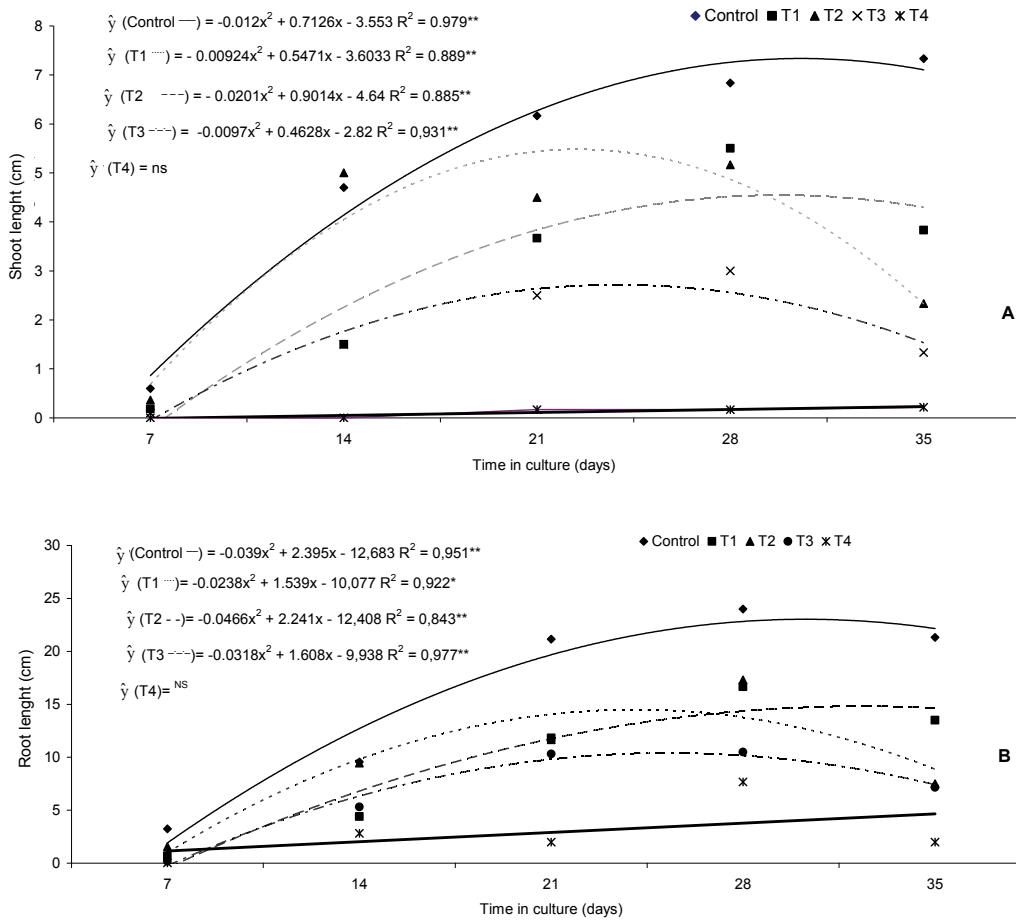 ŷ (Control —) = -0.012x² + 0.7126x - 3.553 R² = 0.979**
ŷ (T1 ·····) = - 0.00924x² + 0.5471x - 3.6033 R² = 0.889**
ŷ (T2 ---) = - 0.0201x² + 0.9014x - 4.64 R² = 0.885**
ŷ (T3 -·-·-) = -0.0097x² + 0.4628x - 2.82 R² = 0,931**
ŷ (T4) = ns
Control T1 T2 T3 T4
8
7
6
5
4
3
2
1
0
Shoot lenght (cm)
7 14 21 28 35
Time in culture (days)
A
ŷ (Control —) = -0.039x² + 2.395x - 12,683 R² = 0,951**
ŷ (T1 ····)= -0.0238x² + 1.539x - 10,077 R² = 0,922*
ŷ (T2 - -)= -0.0466x² + 2.241x - 12,408 R² = 0,843**
ŷ (T3 -·-·-)= -0.0318x² + 1.608x - 9,938 R² = 0,977**
ŷ (T4)= NS
Control T1 T2 T3 T4
30
25
20
15
10
5
0
Root lenght (cm)
7 14 21 28 35
Time in culture (days)
B